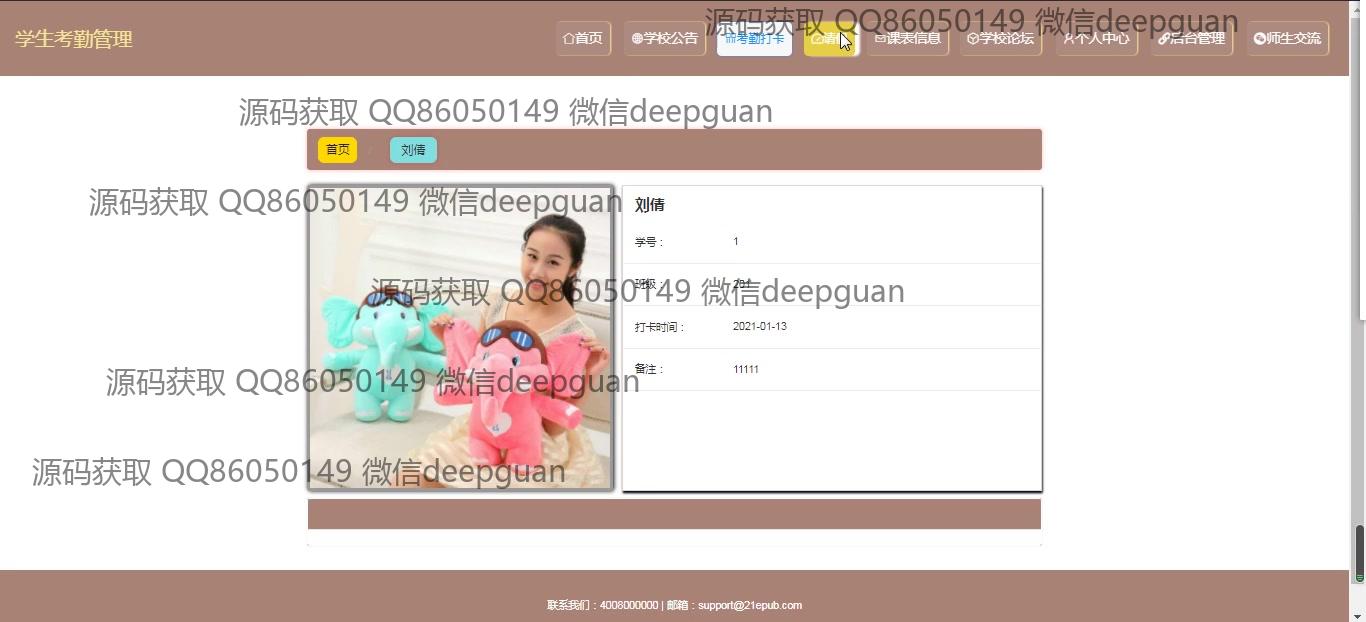 学生考勤管理
首页
学校公告
考勤打卡
请假
课表信息
学校论坛
个人中心
后台管理
师生交流
源码获取 QQ86050149 微信deepguan
源码获取 QQ86050149 微信deepguan
首页 / 刘倩
源码获取 QQ86050149 微信deepguan
刘倩
学号： 1
班级： 201
源码获取 QQ86050149 微信deepguan
打卡时间： 2021-01-13
备注： 11111
源码获取 QQ86050149 微信deepguan
源码获取 QQ86050149 微信deepguan
联系我们：4008000000 | 邮箱：support@21epub.com